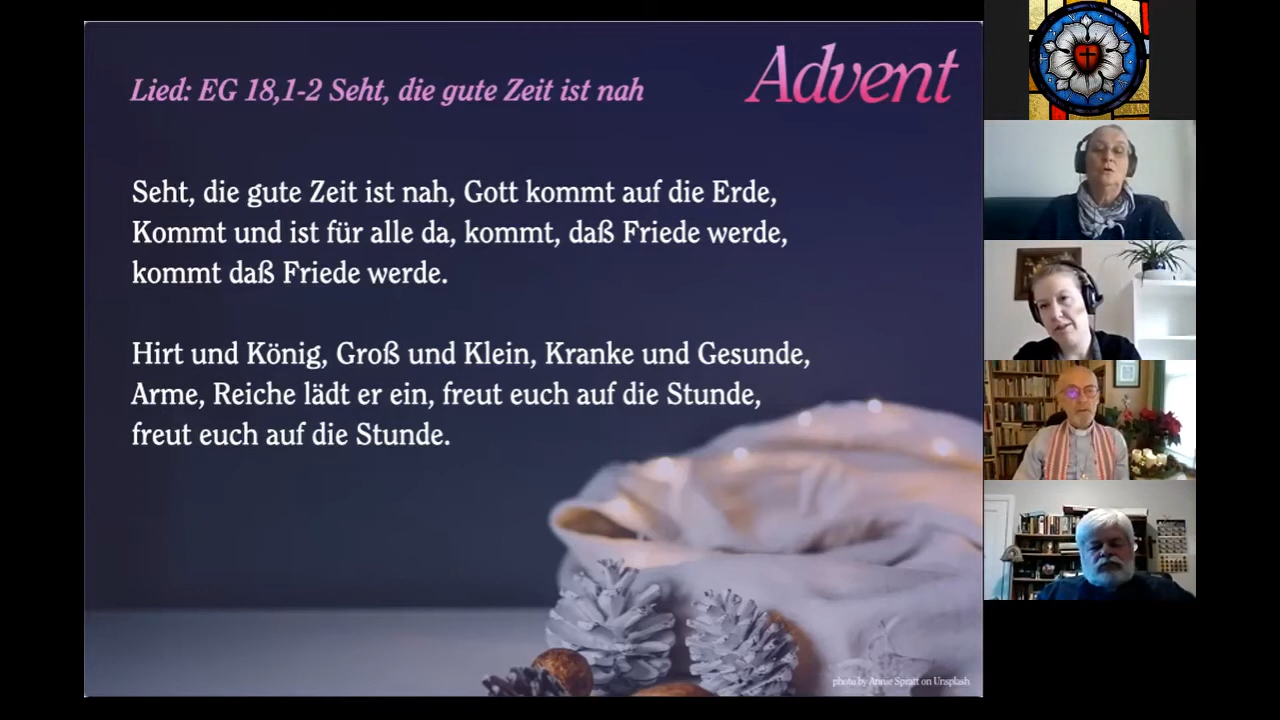 Lied: EG 18,1-2 Seht, die gute Zeit ist nah
Advent
Seht, die gute Zeit ist nah, Gott kommt auf die Erde,
Kommt und ist für alle da, kommt, daß Friede werde,
kommt daß Friede werde.
Hirt und König, Groß und Klein, Kranke und Gesunde,
Arme, Reiche lädt er ein, freut euch auf die Stunde,
freut euch auf die Stunde.
photo by Annie Spratt on Unsplash